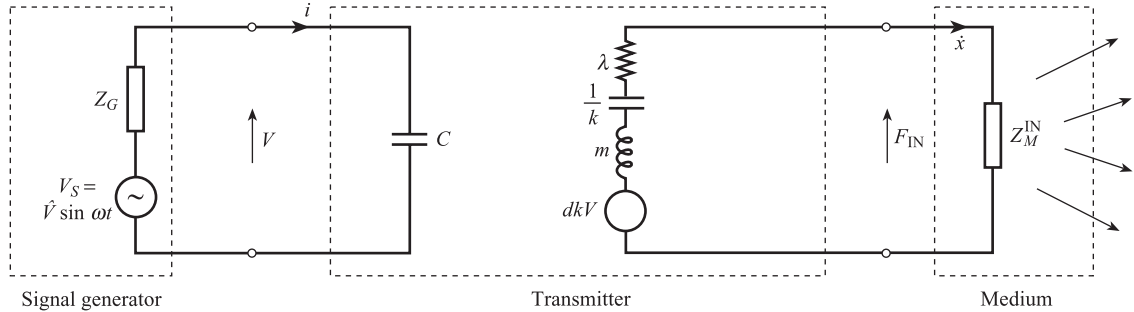 i
ẋ
Z_G
λ
1
k
V
C
m
F_IN
Z_M^IN
V_S =
V̂ sin ωt
~
dkV
Signal generator
Transmitter
Medium